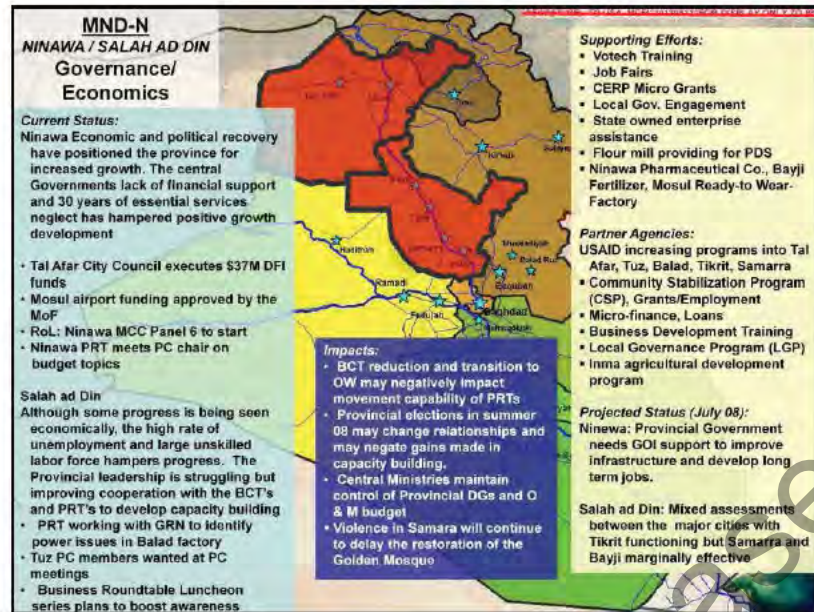 MND-N
NINAWA / SALAH AD DIN
Governance/
Economics
Current Status:
Ninawa Economic and political recovery
have positioned the province for
increased growth. The central
Governments lack of financial support
and 30 years of essential services
neglect has hampered positive growth
development
• Tal Afar City Council executes $37M DFI
funds
• Mosul airport funding approved by the
MoF
• RoL: Ninawa MCC Panel 6 to start
• Ninawa PRT meets PC chair on
budget topics
Salah ad Din
Although some progress is being seen
economically, the high rate of
unemployment and large unskilled
labor force hampers progress. The
Provincial leadership is struggling but
improving cooperation with the BCT's
and PRT's to develop capacity building
• PRT working with GRN to identify
power issues in Balad factory
• Tuz PC members wanted at PC
meetings
• Business Roundtable Luncheon
series plans to boost awareness
Ramadi
Baghdad
Impacts:
• BCT reduction and transition to
OW may negatively impact
movement capability of PRTs
• Provincial elections in summer
08 may change relationships and
may negate gains made in
capacity building.
• Central Ministries maintain
control of Provincial DGs and O
& M budget
• Violence in Samara will continue
to delay the restoration of the
Golden Mosque
Supporting Efforts:
▪ Votech Training
▪ Job Fairs
▪ CERP Micro Grants
▪ Local Gov. Engagement
▪ State owned enterprise
assistance
▪ Flour mill providing for PDS
▪ Ninawa Pharmaceutical Co., Bayji
Fertilizer, Mosul Ready-to Wear-
Factory
Partner Agencies:
USAID increasing programs into Tal
Afar, Tuz, Balad, Tikrit, Samarra
▪ Community Stabilization Program
(CSP), Grants/Employment
▪ Micro-finance, Loans
▪ Business Development Training
▪ Local Governance Program (LGP)
▪ Inma agricultural development
program
Projected Status (July 08):
Ninewa: Provincial Government
needs GOI support to improve
infrastructure and develop long
term jobs.
Salah ad Din: Mixed assessments
between the major cities with
Tikrit functioning but Samarra and
Bayji marginally effective